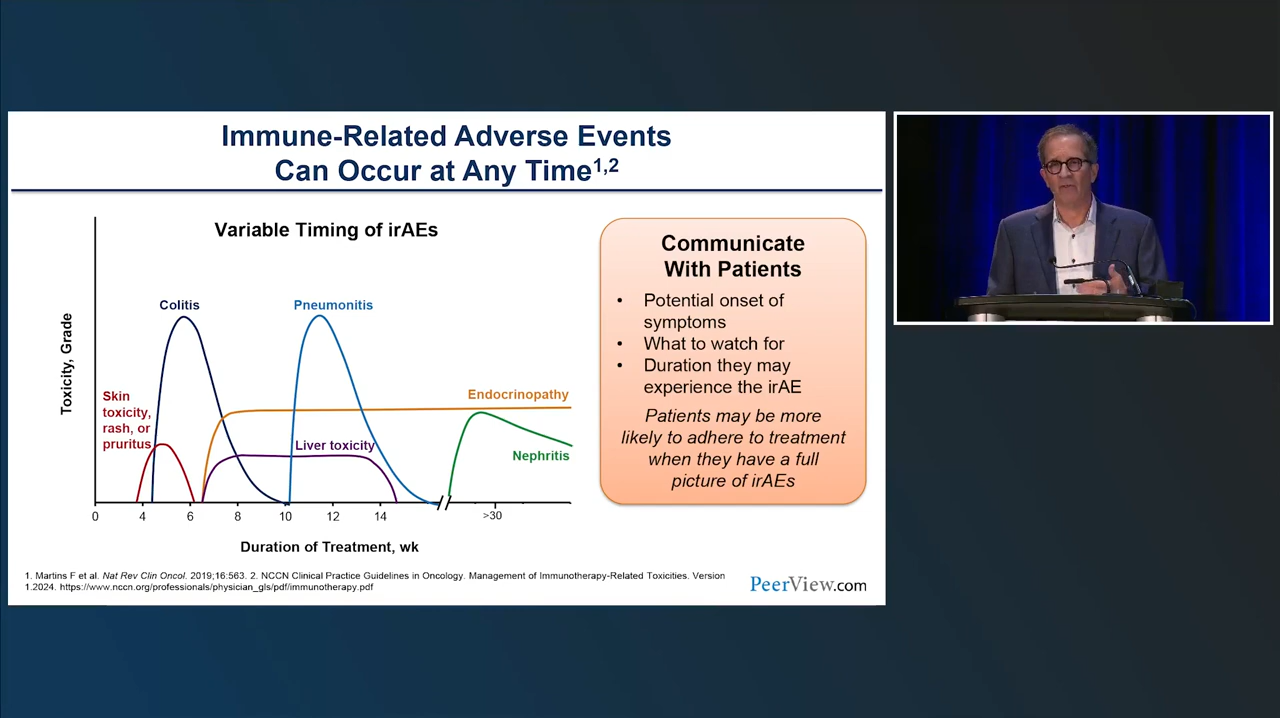 Immune-Related Adverse Events
Can Occur at Any Time1,2
Variable Timing of irAEs
Toxicity, Grade
Colitis
Pneumonitis
Skin
toxicity,
rash, or
pruritus
Endocrinopathy
Liver toxicity
Nephritis
0 4 6 8 10 12 14 >30
Duration of Treatment, wk
Communicate
With Patients
• Potential onset of
symptoms
• What to watch for
• Duration they may
experience the irAE
Patients may be more
likely to adhere to treatment
when they have a full
picture of irAEs
1. Martins F et al. Nat Rev Clin Oncol. 2019;16:563. 2. NCCN Clinical Practice Guidelines in Oncology. Management of Immunotherapy-Related Toxicities. Version
1.2024. https://www.nccn.org/professionals/physician_gls/pdf/immunotherapy.pdf
PeerView.com